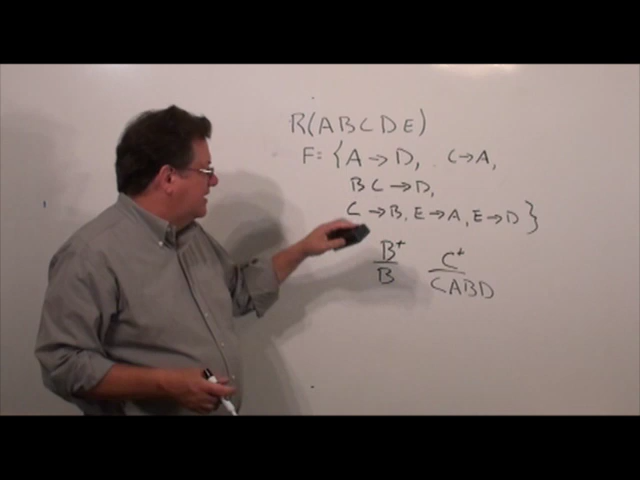 R(ABCDE)
F = {A → D, C → A,
BC → D,
C → B, E → A, E → D}
B⁺ C⁺
B CABD